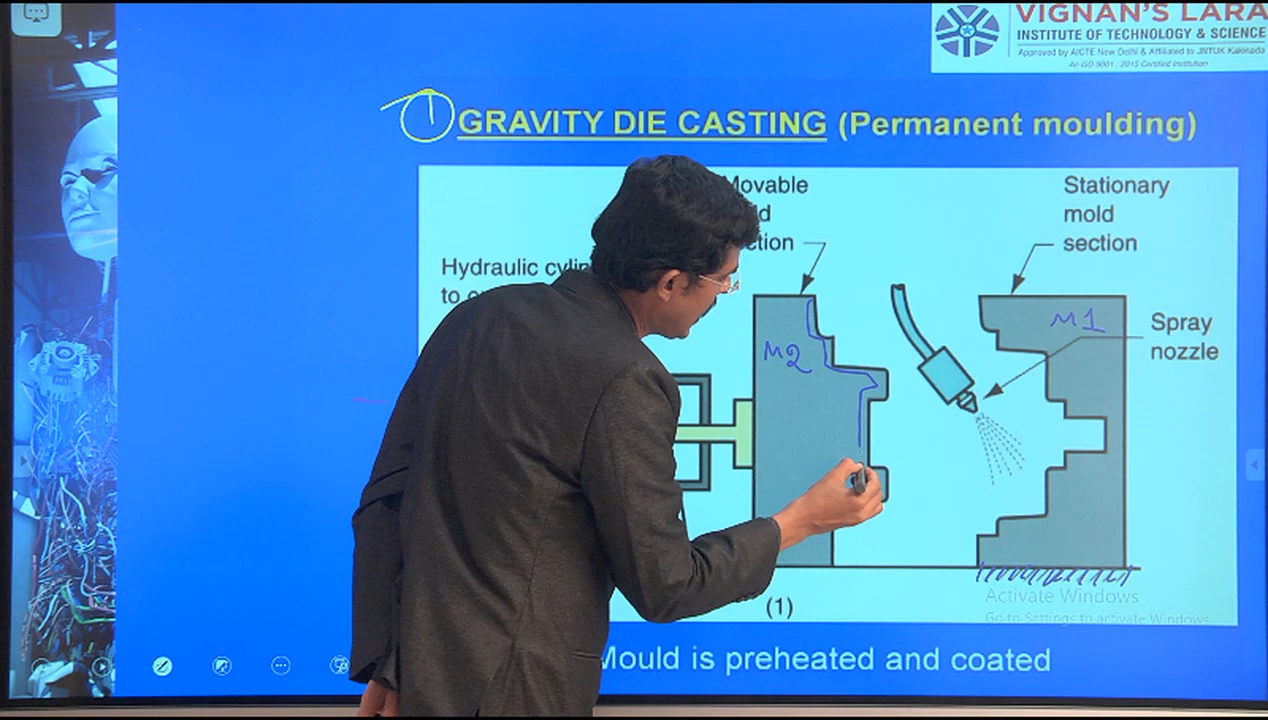 VIGNAN'S LARA
INSTITUTE OF TECHNOLOGY & SCIENCE
Approved by AICTE New Delhi & Affiliated to JNTUK Kakinada
An ISO 9001 : 2015 Certified Institution
1 GRAVITY DIE CASTING (Permanent moulding)
Movable
Stationary
mold
section
Hydraulic
to
M2
M1
Spray
nozzle
(1)
Activate Windows
Go to Settings to activate Windows.
Mould is preheated and coated